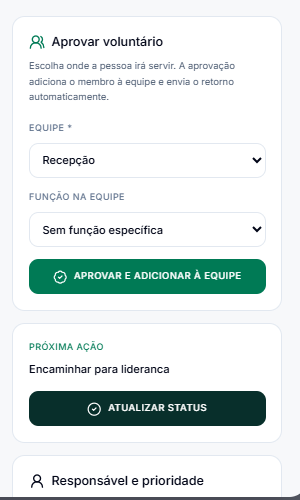 Aprovar voluntário
Escolha onde a pessoa irá servir. A aprovação
adiciona o membro à equipe e envia o retorno
automaticamente.
EQUIPE *
Recepção
FUNÇÃO NA EQUIPE
Sem função específica
APROVAR E ADICIONAR À EQUIPE
PRÓXIMA AÇÃO
Encaminhar para lideranca
ATUALIZAR STATUS
Responsável e prioridade